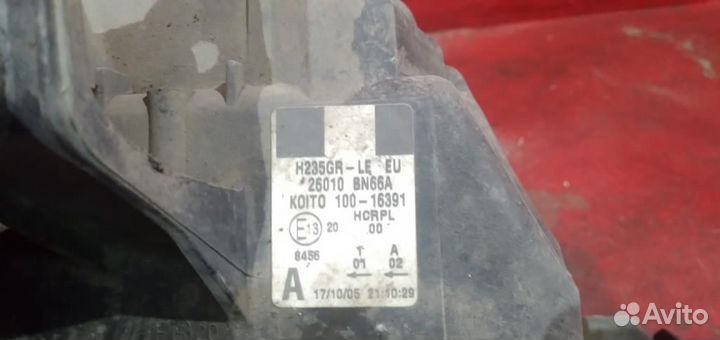 H235GR-LE EU
26010 BN66A
KOITO 100-16391
HCRPL
E13 20 .00
8456
1 A
01 02
A 17/10/05 21:10:29
Avito